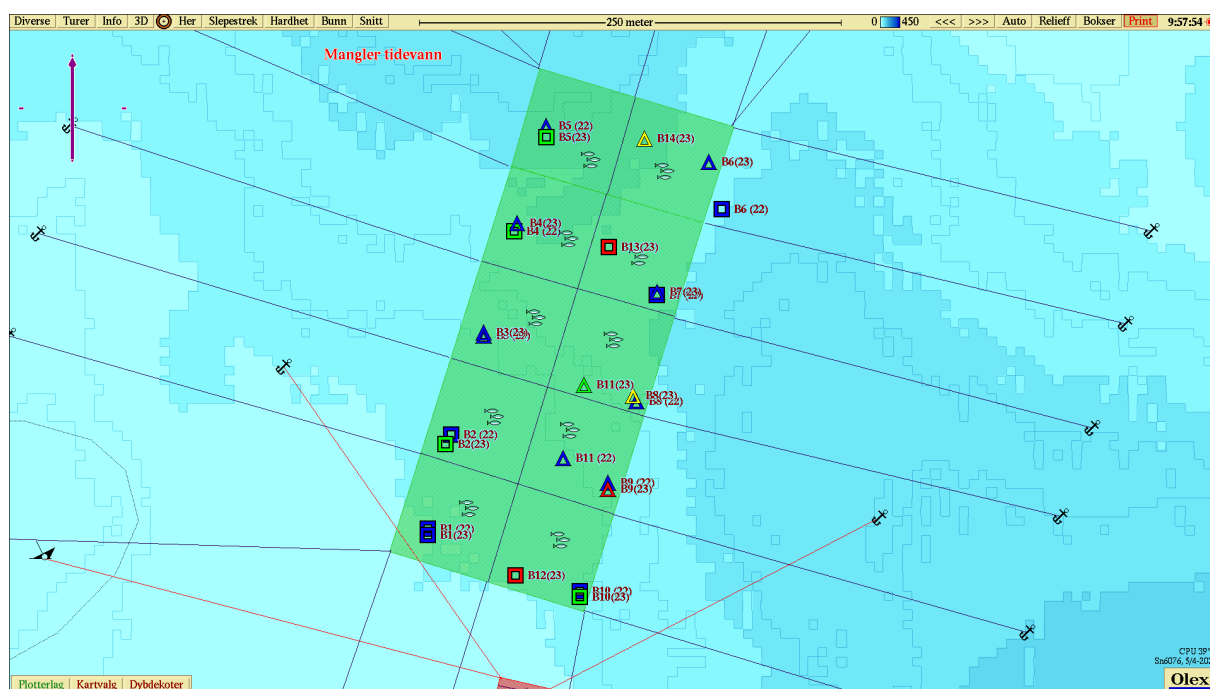 Diverse Turer Info 3D Her Slepestrek Hardhet Bunn Snitt 250 meter 0 450 <<< >>> Auto Relieff Bokser Print 9:57:54
Mangler tidevann
B5 (22)
B5(23)
B14(23)
B6(23)
B6 (22)
B4(23)
B4 (22)
B13(23)
B7(23)
B3(23)
B11(23)
B8(23)
B8 (22)
B2 (22)
B2(23)
B11 (22)
B9 (22)
B9(23)
B1 (22)
B1(23)
B12(23)
B10 (22)
B10(23)
Plotterlag Kartvalg Dybdekoter
Olex